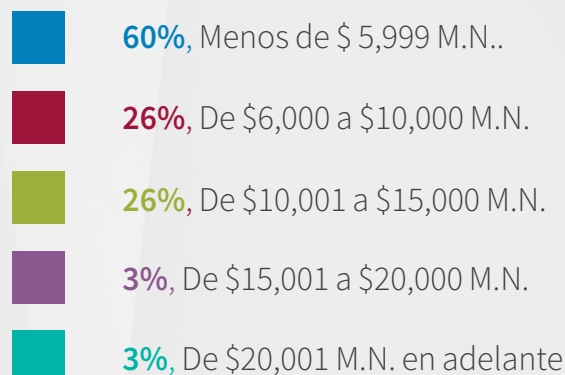 60%, Menos de $ 5,999 M.N..
26%, De $6,000 a $10,000 M.N.
26%, De $10,001 a $15,000 M.N.
3%, De $15,001 a $20,000 M.N.
3%, De $20,001 M.N. en adelante